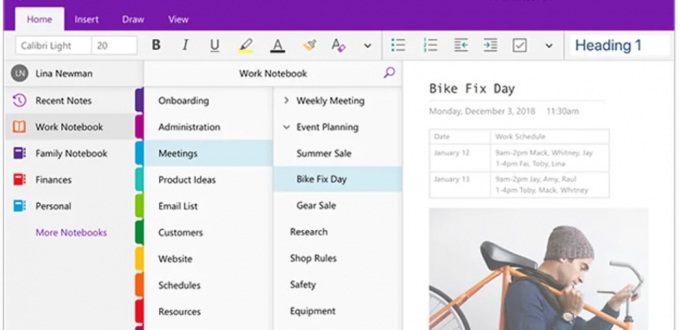 Home Insert Draw View
Calibri Light 20 B I U A A Heading 1
LN Lina Newman
Recent Notes
Work Notebook
Family Notebook
Finances
Personal
More Notebooks
Work Notebook
Onboarding
Administration
Meetings
Product Ideas
Email List
Customers
Website
Schedules
Resources
Weekly Meeting
Event Planning
Summer Sale
Bike Fix Day
Gear Sale
Research
Shop Rules
Safety
Equipment
Bike Fix Day
Monday, December 3, 2018 11:30am
Date Work Schedule
January 12 9am-2pm Mack, Whitney, Jay
1-4pm Fai, Toby, Lina
January 13 9am-2pm Jay, Amy, Raul
1-4pm Toby, Mack, Whitney